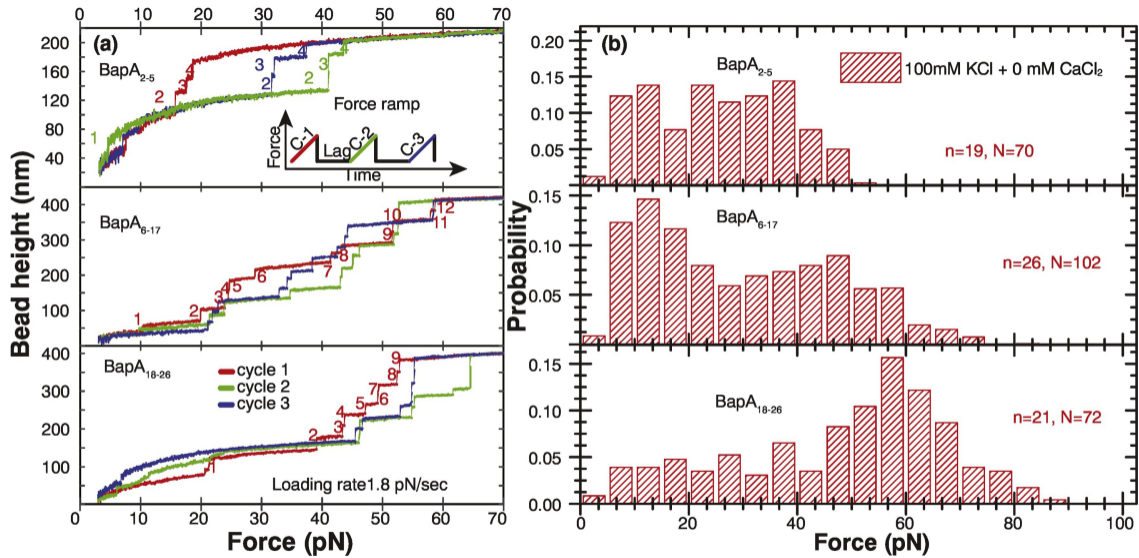 0 10 20 30 40 50 60 70
(a)
BapA2-5
200
160
120
80
40
1 2 3 4
2 3 4
2 3 4
Force ramp
Force
C-1 Lag C-2 C-3
Time
Bead height (nm)
BapA6-17
400
300
200
100
1 2 3 4 5 6 7 8 9 10 11 12
BapA18-26
400
300
200
100
cycle 1
cycle 2
cycle 3
2 3 4 5 6 7 8 9
Loading rate1.8 pN/sec
0 10 20 30 40 50 60 70
Force (pN)
(b)
BapA2-5
100mM KCl + 0 mM CaCl2
0.20
0.15
0.10
0.05
n=19, N=70
Probability
BapA6-17
0.15
0.10
0.05
n=26, N=102
BapA18-26
0.15
0.10
0.05
0.00
n=21, N=72
0 20 40 60 80 100
Force (pN)